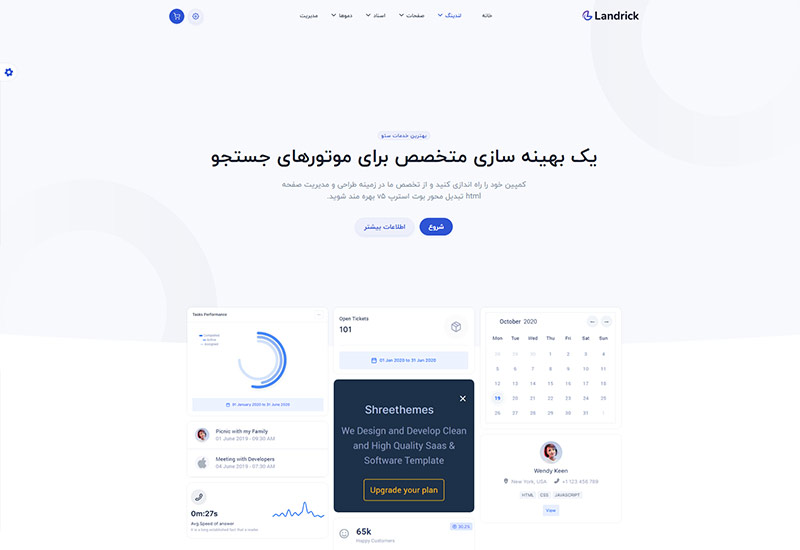 Landrick
خانه
لندینگ
صفحات
اسناد
دموها
مدیریت
بهترین خدمات سئو
یک بهینه سازی متخصص برای موتورهای جستجو
کمپین خود را راه اندازی کنید و از تخصص ما در زمینه طراحی و مدیریت صفحه
html تبدیل محور بوت استرپ v5 بهره مند شوید.
شروع
اطلاعات بیشتر
Tasks Performance
Completed
Active
Assigned
01 January 2020 to 31 June 2020
Picnic with my Family
01 June 2019 - 09:30 AM
Meeting with Developers
04 June 2019 - 07:30 AM
0m:27s
Avg.Speed of answer
It is a long established fact that a reader
Open Tickets
101
01 Jan 2020 to 31 Jan 2020
Shreethemes
We Design and Develop Clean
and High Quality Saas &
Software Template
Upgrade your plan
65k
Happy Customers
30.2%
October 2020
Mon Tue Wed Thu Fri Sat Sun
28 29 30 1 2 3 4
5 6 7 8 9 10 11
12 13 14 15 16 17 18
19 20 21 22 23 24 25
26 27 28 29 30 31 1
Wendy Keen
New York, USA +1 123 456 788
HTML CSS JAVASCRIPT
View